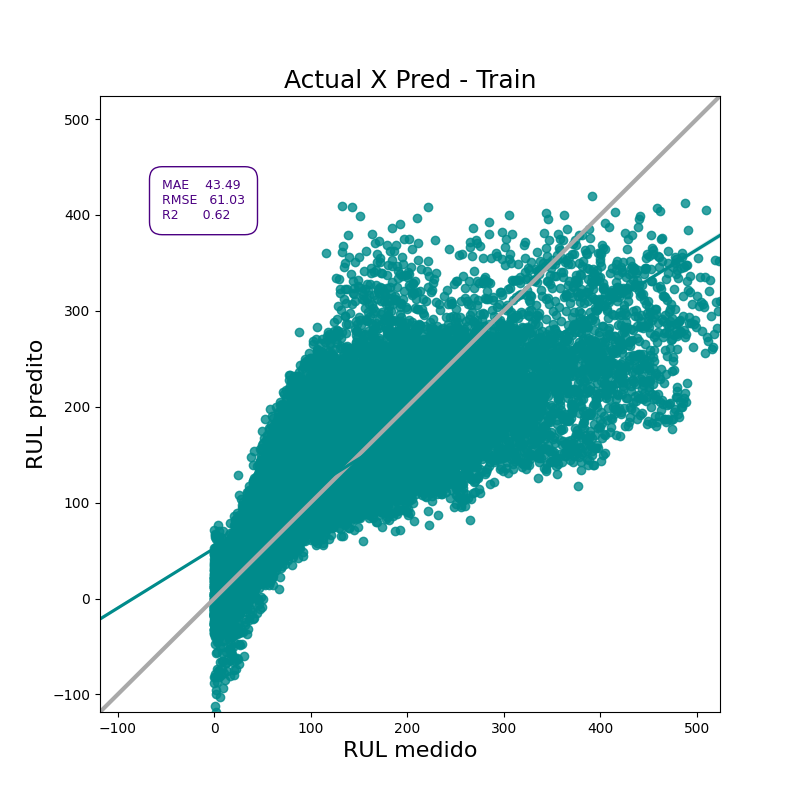 Actual X Pred - Train
500
400
300
200
100
0
−100
MAE 43.49
RMSE 61.03
R2 0.62
RUL predito
−100 0 100 200 300 400 500
RUL medido